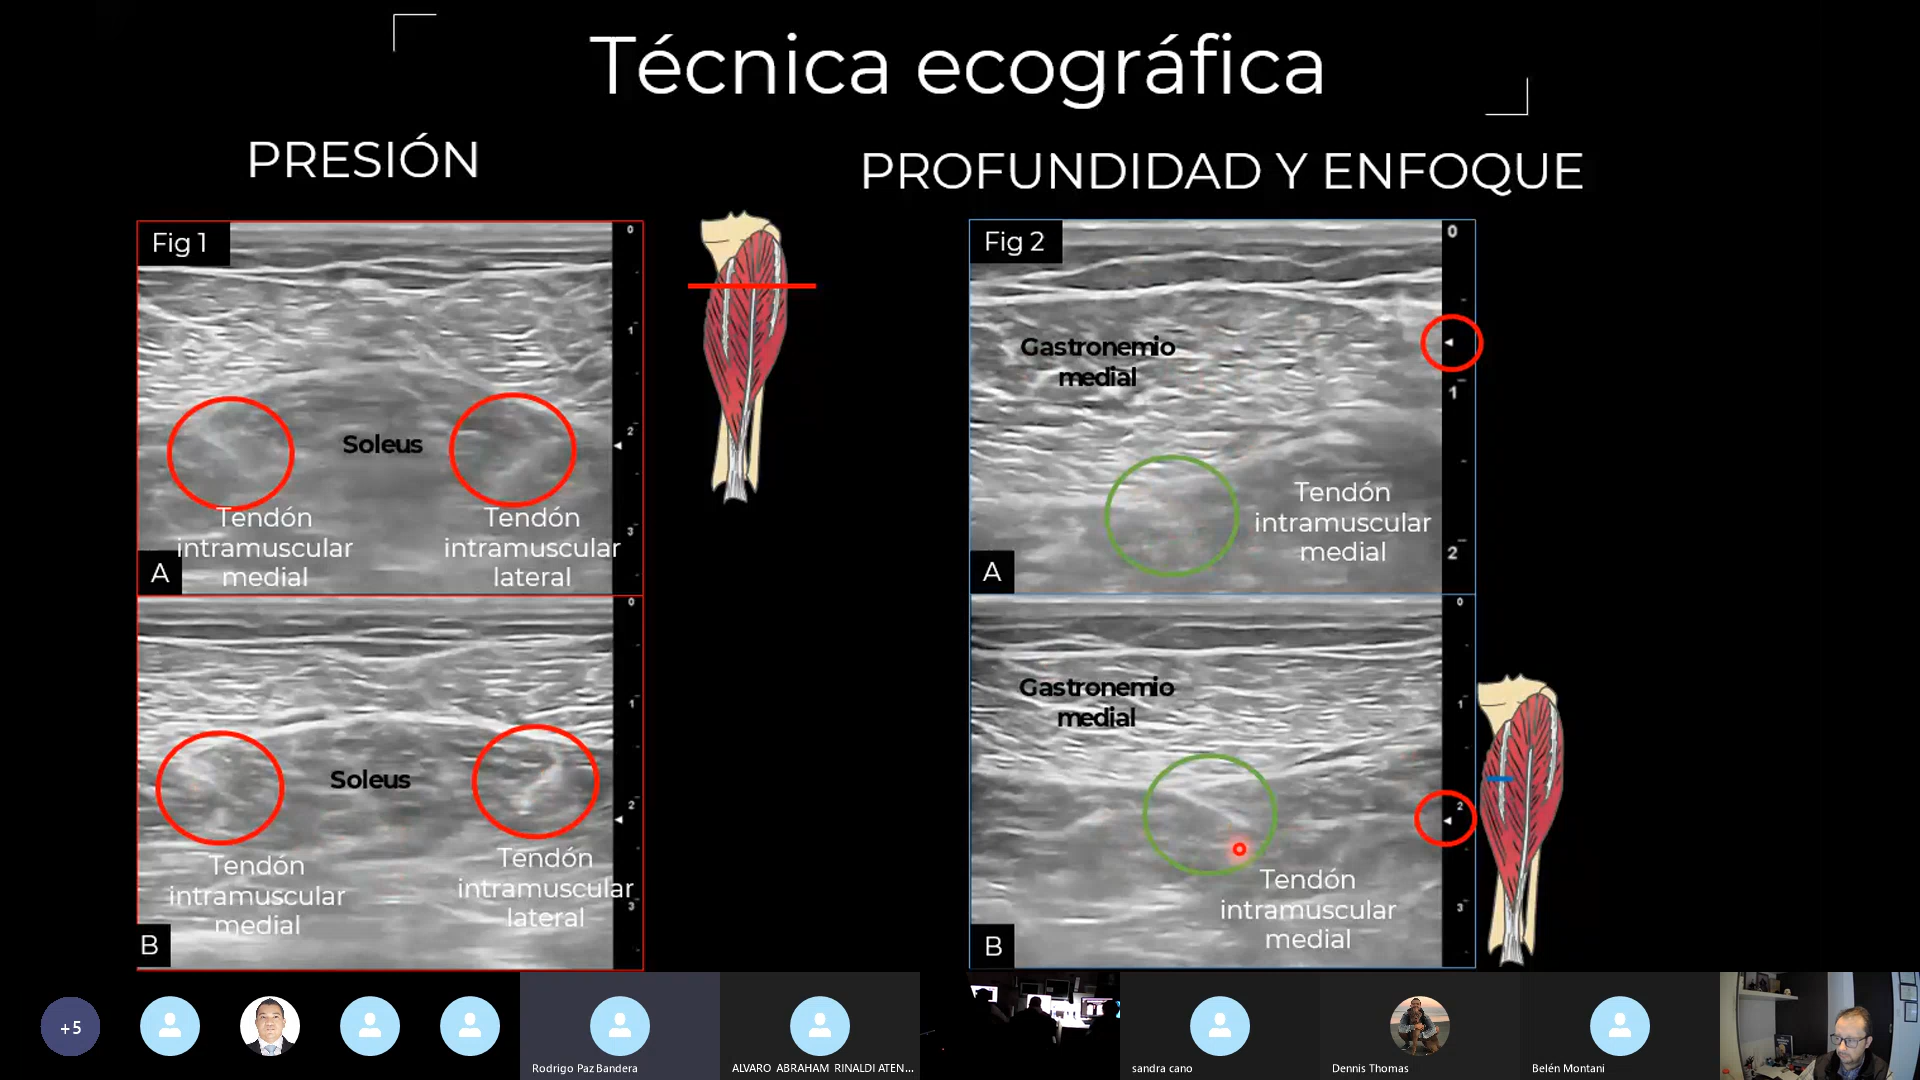 Técnica ecográfica
PRESIÓN
PROFUNDIDAD Y ENFOQUE
Fig 1
0
1
Soleus
2
Tendón
intramuscular
medial
Tendón
intramuscular
lateral
3
A
0
1
Soleus
2
Tendón
intramuscular
medial
Tendón
intramuscular
lateral
3
B
Fig 2
0
Gastronemio
medial
1
Tendón
intramuscular
medial
2
A
0
Gastronemio
medial
1
2
Tendón
intramuscular
medial
3
B
+5
Rodrigo Paz Bandera
ALVARO ABRAHAM RINALDI ATEN...
sandra cano
Dennis Thomas
Belén Montani